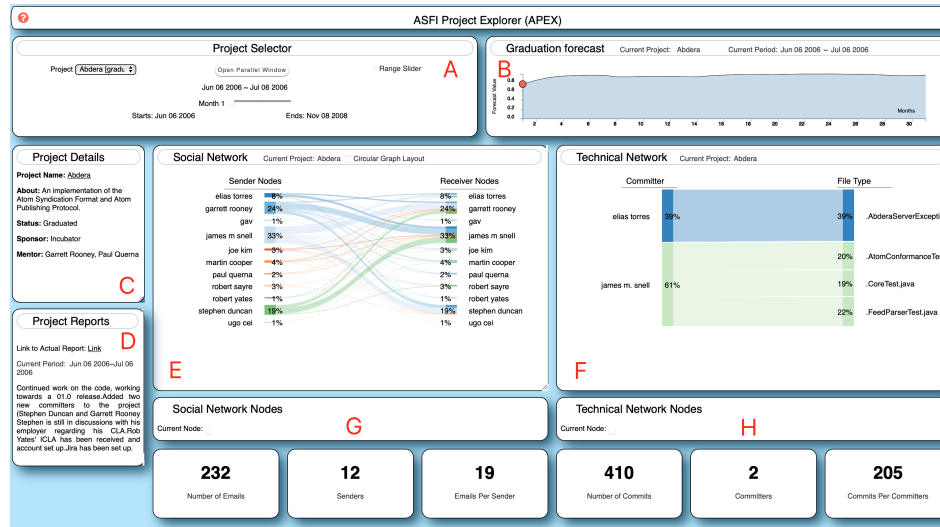 ?
ASFI Project Explorer (APEX)
Project Selector
Project Abdera [gradu
Open Parallel Window
Range Slider
A
Jun 06 2006 ~ Jul 06 2006
Month 1
Starts: Jun 06 2006 Ends: Nov 08 2008
Graduation forecast Current Project: Abdera Current Period: Jun 06 2006 ~ Jul 06 2006
B
Forecast Value
0.8
0.6
0.4
0.2
0.0
Months
2 4 6 8 10 12 14 16 18 20 22 24 26 28 30
Project Details
Project Name: Abdera
About: An implementation of the
Atom Syndication Format and Atom
Publishing Protocol.
Status: Graduated
Sponsor: Incubator
Mentor: Garrett Rooney, Paul Querna
C
Project Reports
D
Link to Actual Report: Link
Current Period: Jun 06 2006~Jul 06
2006
Continued work on the code, working
towards a 01.0 release.Added two
new committers to the project
(Stephen Duncan and Garrett Rooney
Stephen is still in discussions with his
employer regarding his CLA.Rob
Yates' ICLA has been received and
account set up.Jira has been set up.
Social Network Current Project: Abdera Circular Graph Layout
Sender Nodes Receiver Nodes
elias torres 8% 8% elias torres
garrett rooney 24% 24% garrett rooney
gav 1% 1% gav
james m snell 33% 33% james m snell
joe kim 3% 3% joe kim
martin cooper 4% 4% martin cooper
paul querna 2% 2% paul querna
robert sayre 3% 3% robert sayre
robert yates 1% 1% robert yates
stephen duncan 19% 19% stephen duncan
ugo cei 1% 1% ugo cei
E
Technical Network Current Project: Abdera
Committer File Type
elias torres 39% 39% .AbderaServerExcepti
20% .AtomConformanceTe
james m. snell 61% 19% .CoreTest.java
22% .FeedParserTest.java
F
Social Network Nodes
Current Node:
G
Technical Network Nodes
Current Node:
H
232
Number of Emails
12
Senders
19
Emails Per Sender
410
Number of Commits
2
Committers
205
Commits Per Committers